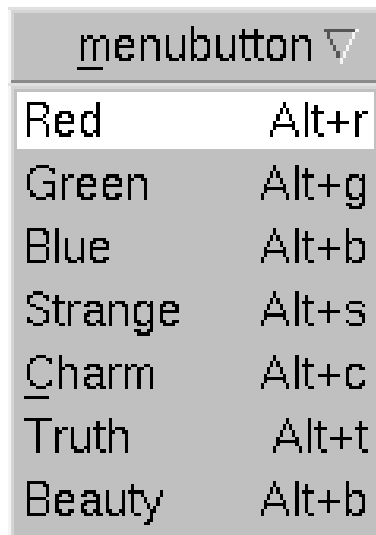 menubutton
Red Alt+r
Green Alt+g
Blue Alt+b
Strange Alt+s
Charm Alt+c
Truth Alt+t
Beauty Alt+b